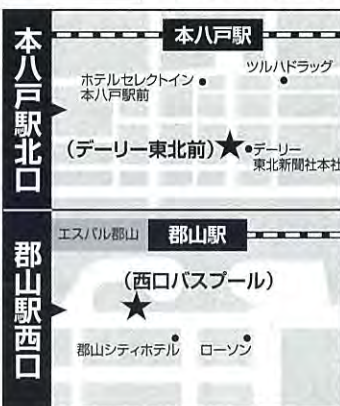 本八戸駅北口
本八戸駅
ホテルセレクトイン
本八戸駅前
ツルハドラッグ
(デーリー東北前)
デーリー
東北新聞社本社
郡山駅西口
エスパル郡山
郡山駅
(西口バスプール)
郡山シティホテル
ローソン